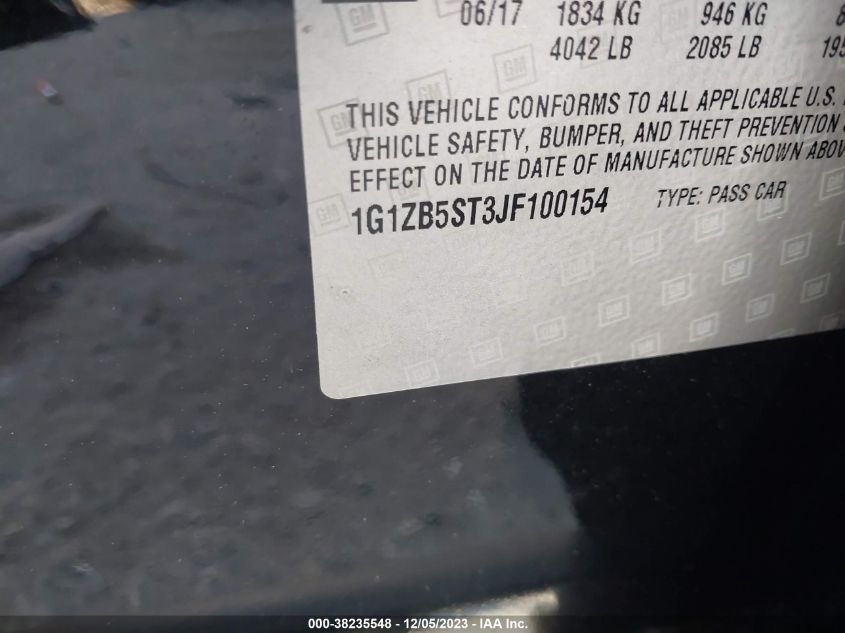 06/17 1834 KG 946 KG
4042 LB 2085 LB
THIS VEHICLE CONFORMS TO ALL APPLICABLE U.S.
VEHICLE SAFETY, BUMPER, AND THEFT PREVENTION
EFFECT ON THE DATE OF MANUFACTURE SHOWN
1G1ZB5ST3JF100154 TYPE: PASS CAR
GM
000-38235548 - 12/05/2023 - IAA Inc.